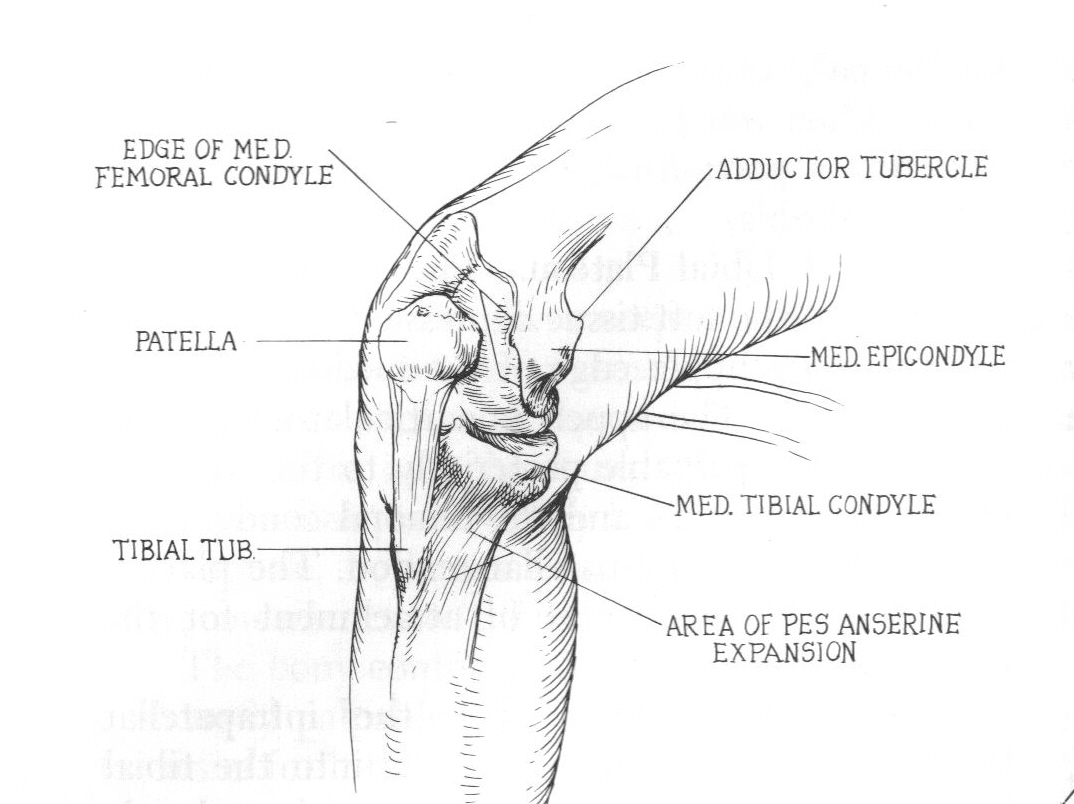 EDGE OF MED.
FEMORAL CONDYLE
ADDUCTOR TUBERCLE
PATELLA
MED. EPICONDYLE
MED. TIBIAL CONDYLE
TIBIAL TUB.
AREA OF PES ANSERINE
EXPANSION